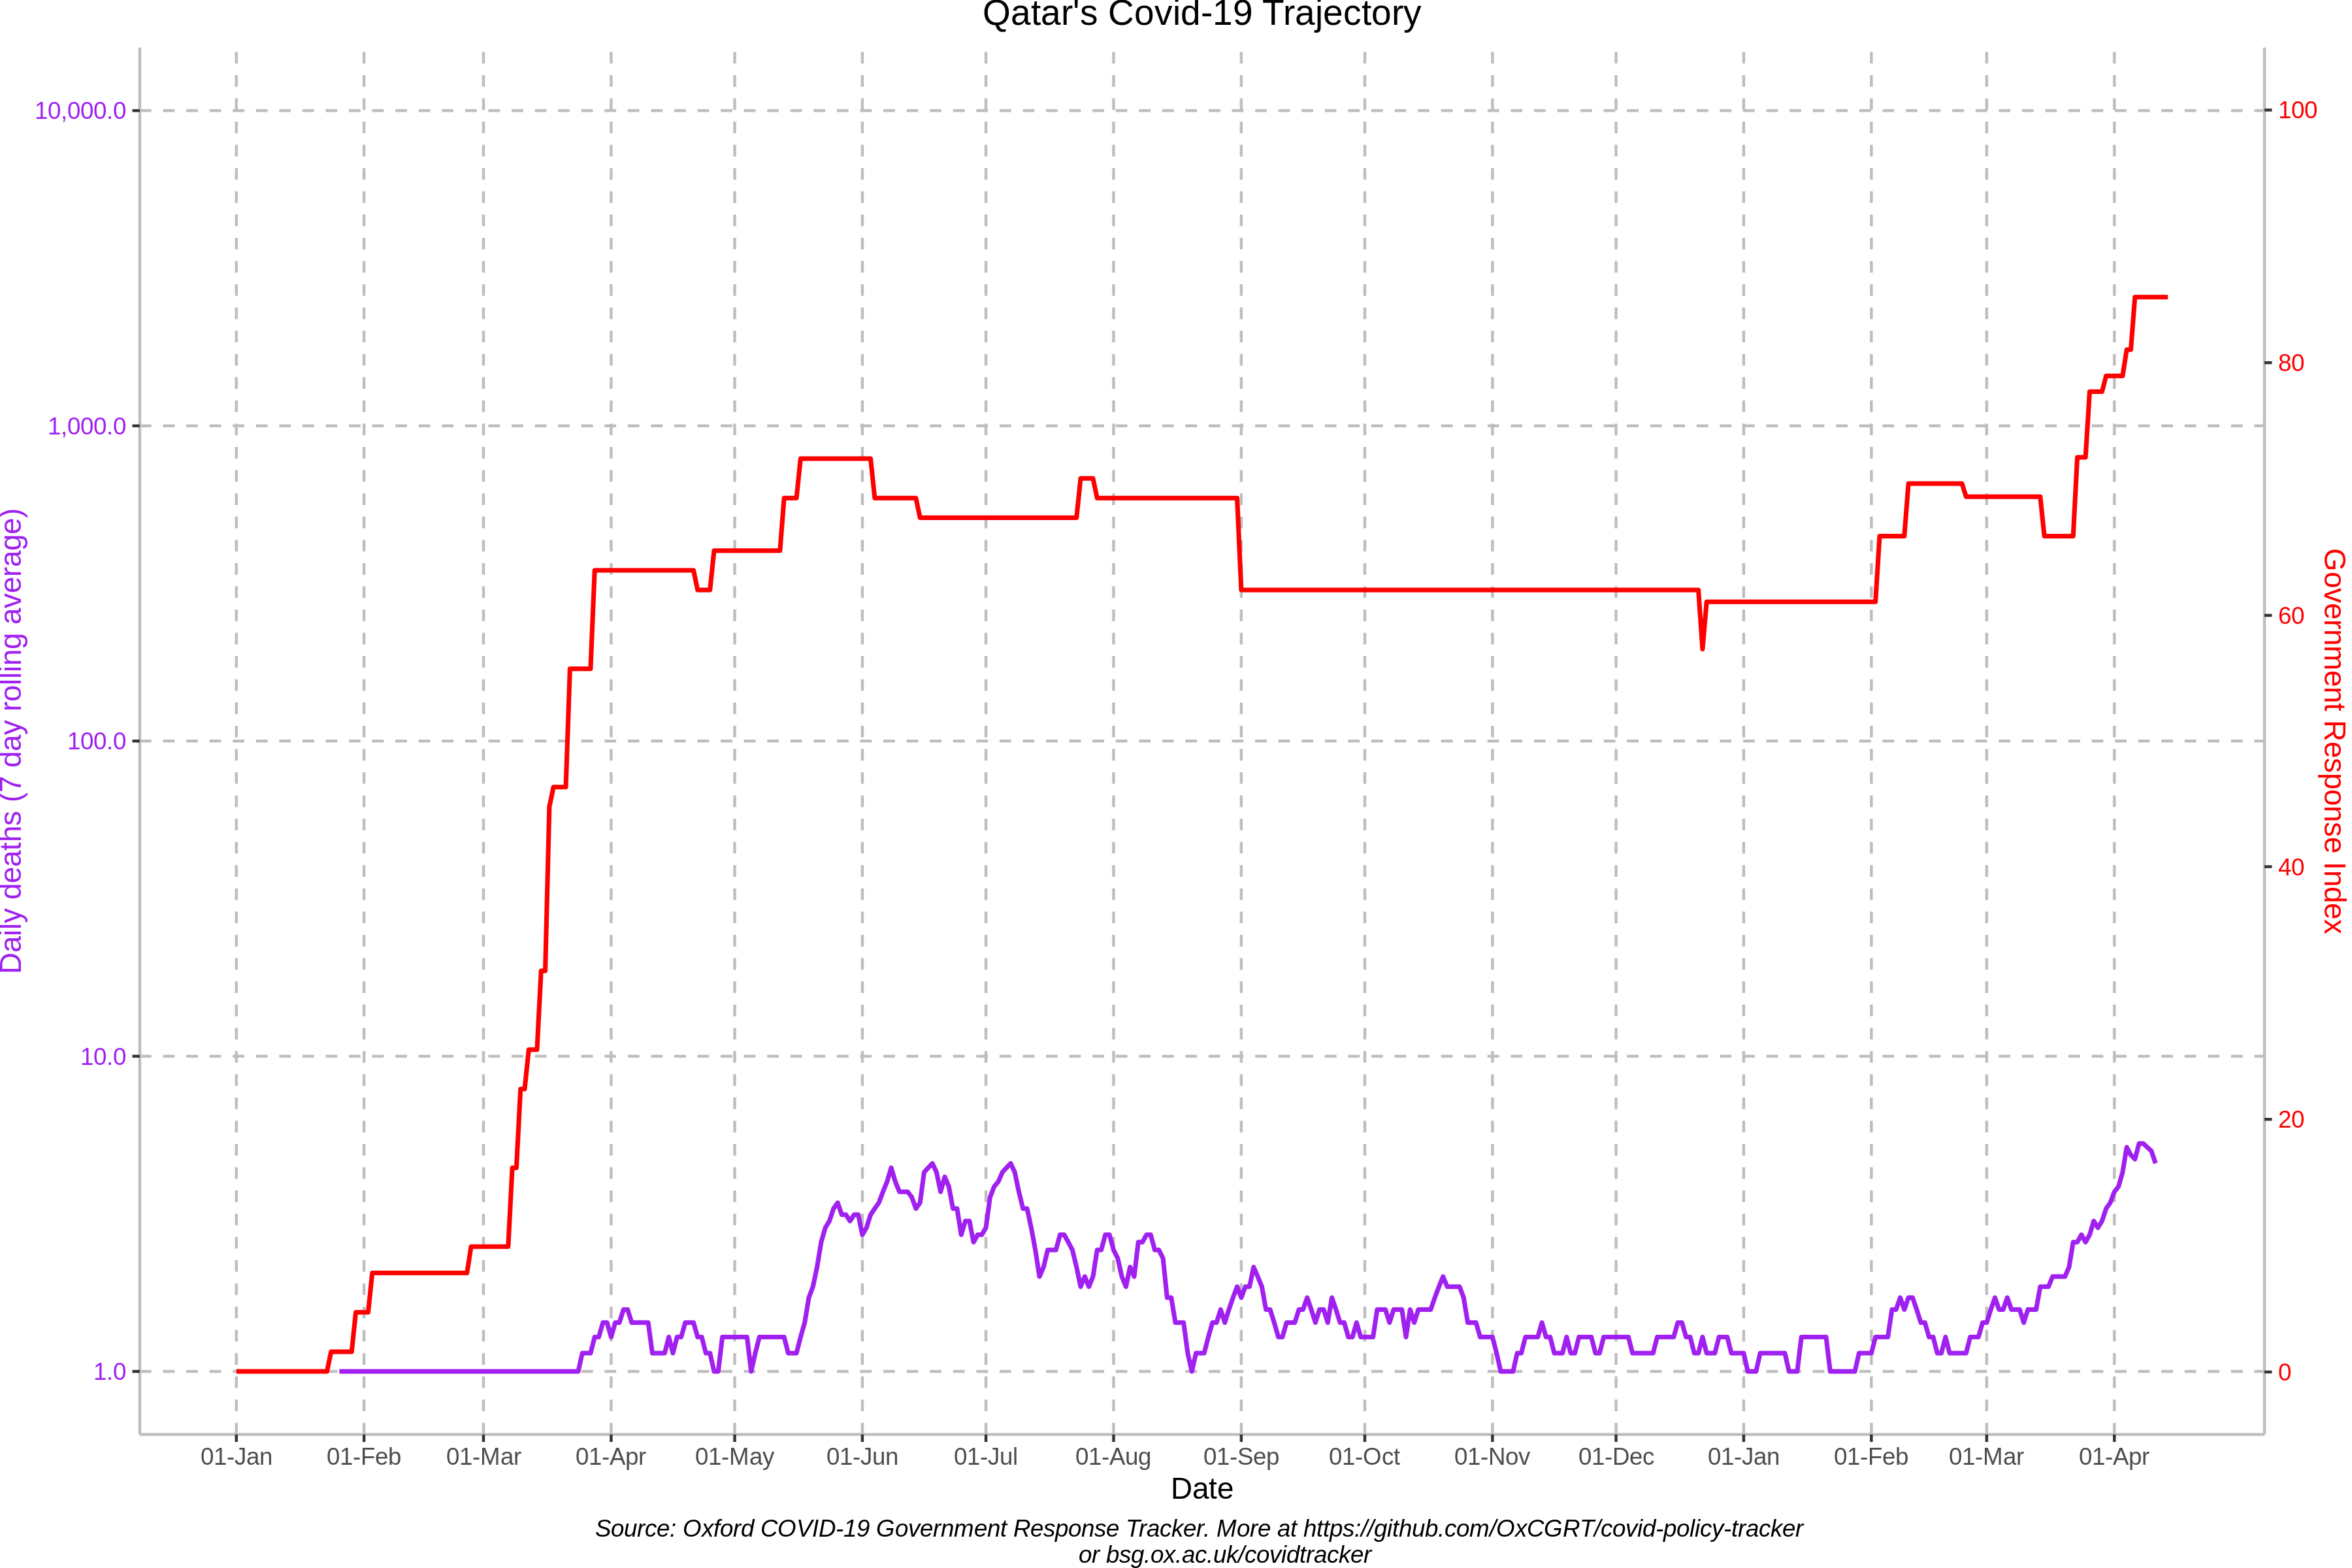 Qatar's Covid-19 Trajectory
10,000.0
1,000.0
100.0
10.0
1.0
Daily deaths (7 day rolling average)
100
80
60
40
20
0
Government Response Index
01-Jan 01-Feb 01-Mar 01-Apr 01-May 01-Jun 01-Jul 01-Aug 01-Sep 01-Oct 01-Nov 01-Dec 01-Jan 01-Feb 01-Mar 01-Apr
Date
Source: Oxford COVID-19 Government Response Tracker. More at https://github.com/OxCGRT/covid-policy-tracker
or bsg.ox.ac.uk/covidtracker